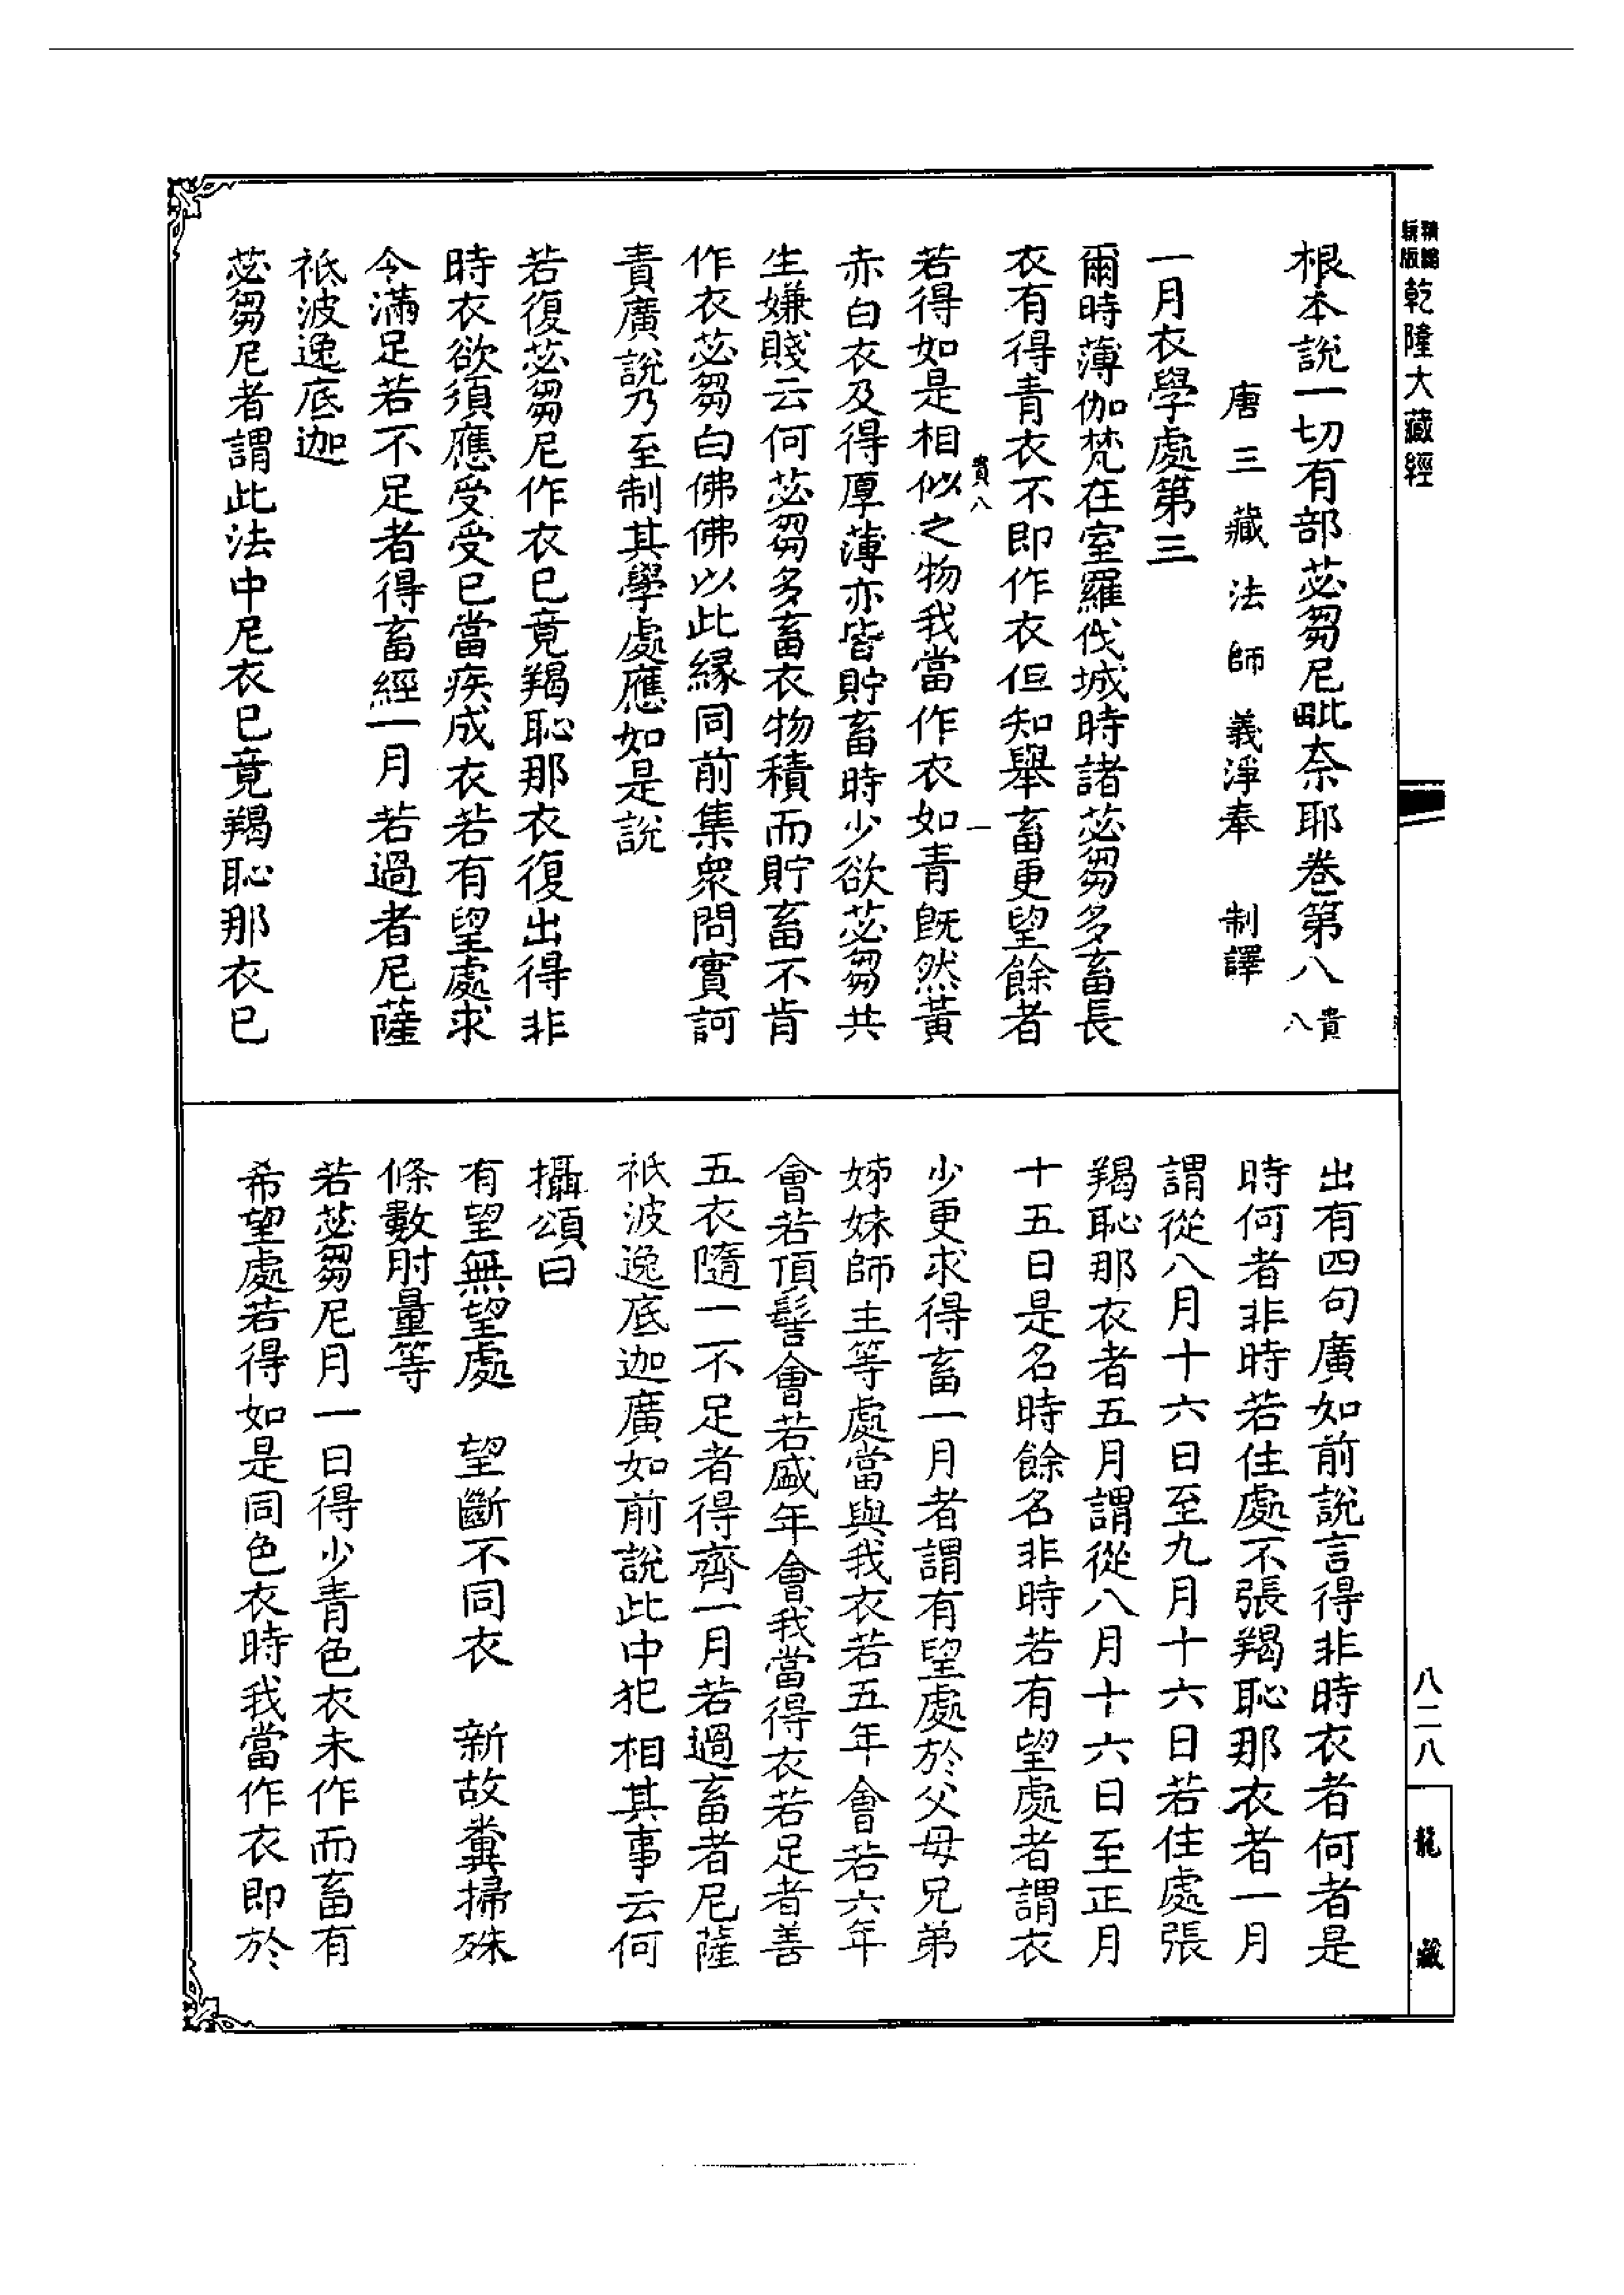 新版精編乾隆大藏經
根本說一切有部苾芻尼毗奈耶卷第八 貴八
唐三藏法師義淨奉 制譯
一月衣學處第三
爾時薄伽梵在室羅伐城時諸苾芻多畜長
衣有得青衣不即作衣但知舉畜更望餘者
貴八 一
若得如是相似之物我當作衣如青既然黃
赤白衣及得厚薄亦皆貯畜時少欲苾芻共
生嫌賤云何苾芻多畜衣物積而貯畜不肯
作衣苾芻白佛佛以此緣同前集眾問實訶
責廣說乃至制其學處應如是說
若復苾芻尼作衣已竟羯恥那衣復出得非
時衣欲須應受受已當疾成衣若有望處求
令滿足若不足者得畜經一月若過者尼薩
祇波逸底迦
苾芻尼者謂此法中尼衣已竟羯恥那衣已
出有四句廣如前說言得非時衣者何者是
時何者非時若住處不張羯恥那衣者一月
謂從八月十六日至九月十六日若住處張
羯恥那衣者五月謂從八月十六日至正月
十五日是名時餘名非時若有望處者謂衣
少更求得畜一月者謂有望處於父母兄弟
姊妹師主等處當與我衣若五年會若六年
會若頂髻會若盛年會我當得衣若足者善
五衣隨一一不足者得齊一月若過畜者尼薩
祇波逸底迦廣如前說此中犯相其事云何
攝頌曰
有望無望處 望斷不同衣 新故糞掃殊
條數肘量等
若苾芻尼月一日得少青色衣未作而畜有
希望處若得如是同色衣時我當作衣即於
八二八
龍藏